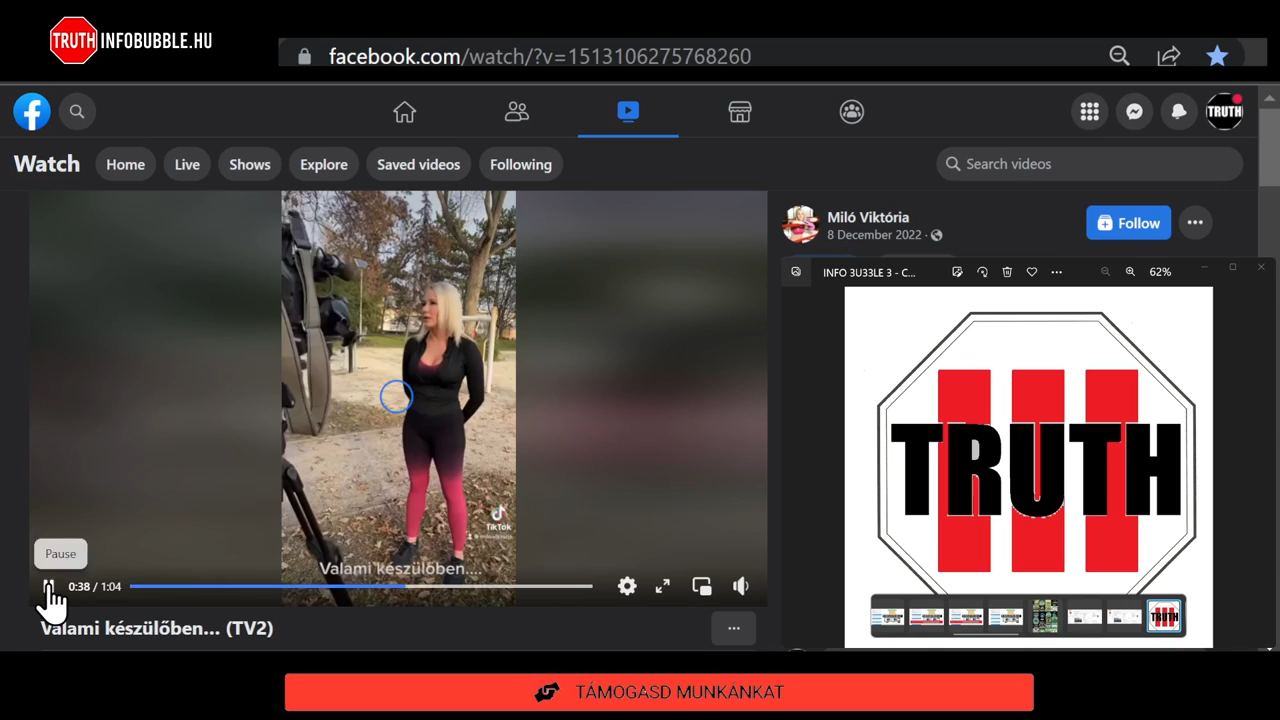 TRUTH INFOBUBBLE.HU
facebook.com/watch/?v=1513106275768260
TRUTH
Watch
Home
Live
Shows
Explore
Saved videos
Following
Search videos
Miló Viktória
8 December 2022 ·
Follow
INFO 3U33LE 3 - C...
62%
TRUTH
TikTok
Valami készülőben....
Pause
0:38 / 1:04
Valami készülőben... (TV2)
TRUTH
TÁMOGASD MUNKÁNKAT